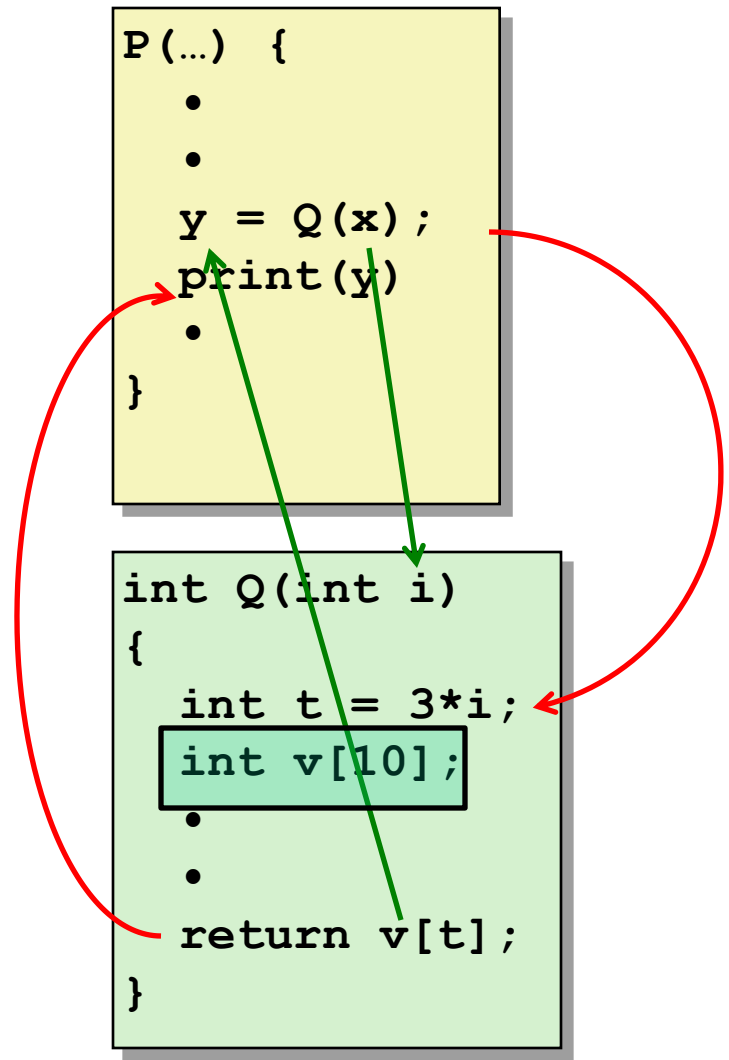 P(…) {
•
•
y = Q(x);
print(y)
•
}
int Q(int i)
{
int t = 3*i;
int v[10];
•
•
return v[t];
}